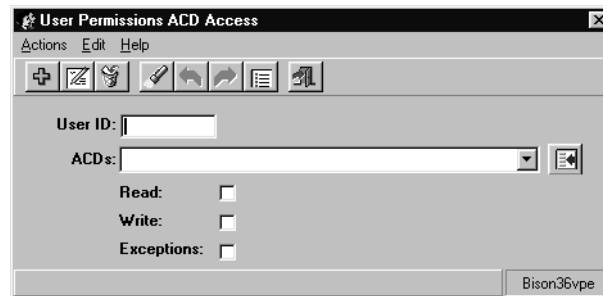 User Permissions ACD Access
Actions Edit Help
User ID:
ACDs:
Read:
Write:
Exceptions:
Bison36vpe